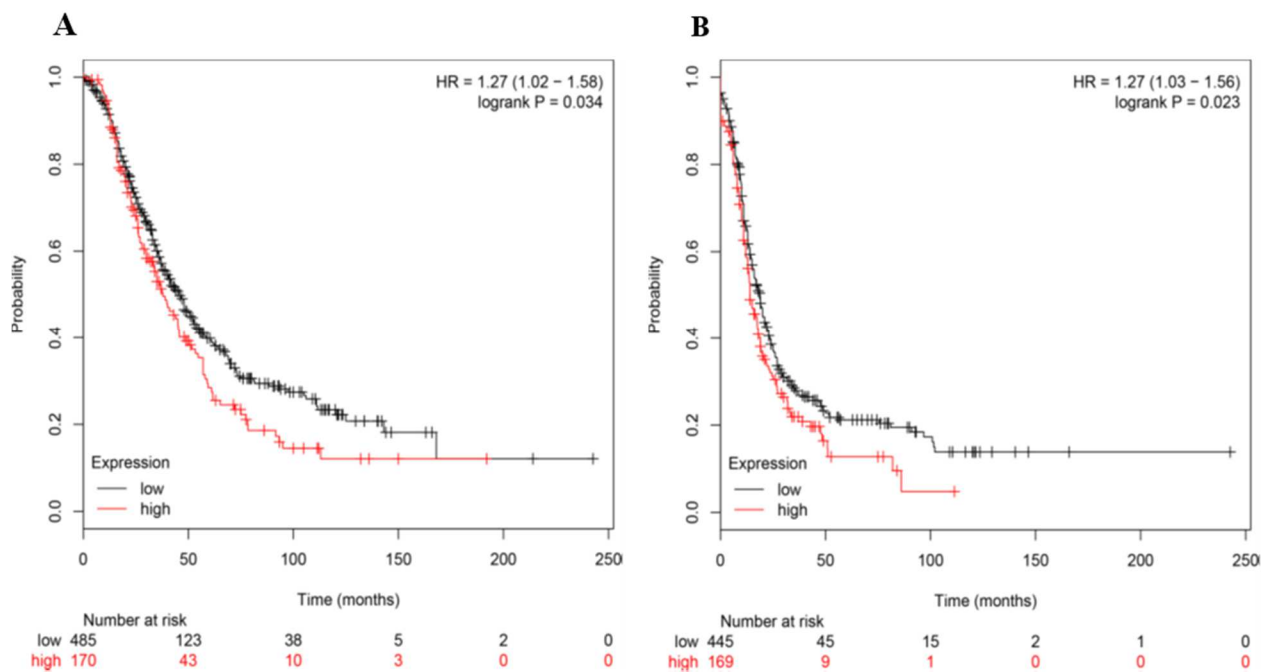 A
HR = 1.27 (1.02 − 1.58)
logrank P = 0.034
1.0
0.8
0.6
0.4
0.2
0.0
Probability
Expression
low
high
0 50 100 150 200 250
Time (months)
Number at risk
low 485 123 38 5 2 0
high 170 43 10 3 0 0
B
HR = 1.27 (1.03 − 1.56)
logrank P = 0.023
1.0
0.8
0.6
0.4
0.2
0.0
Probability
Expression
low
high
0 50 100 150 200 250
Time (months)
Number at risk
low 445 45 15 2 1 0
high 169 9 1 0 0 0